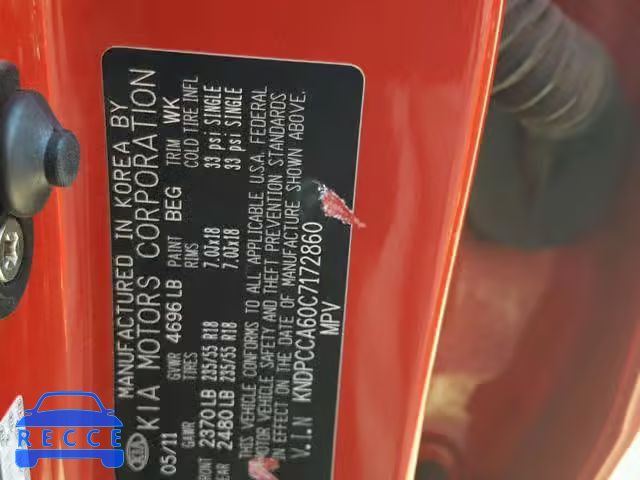 MANUFACTURED IN KOREA BY
KIA MOTORS CORPORATION
05/11 GVWR 4696 LB PAINT BEG TRIM WK
GAWR TIRES RIMS COLD TIRE INFL
FRONT 2370 LB 235/55 R18 7.0Jx18 33 psi SINGLE
REAR 2480 LB 235/55 R18 7.0Jx18 33 psi SINGLE
THIS VEHICLE CONFORMS TO ALL APPLICABLE U.S.A. FEDERAL
MOTOR VEHICLE SAFETY AND THEFT PREVENTION STANDARDS
IN EFFECT ON THE DATE OF MANUFACTURE SHOWN ABOVE.
V.I.N KNDPCCA60C7172860
MPV
KIA
RECCE